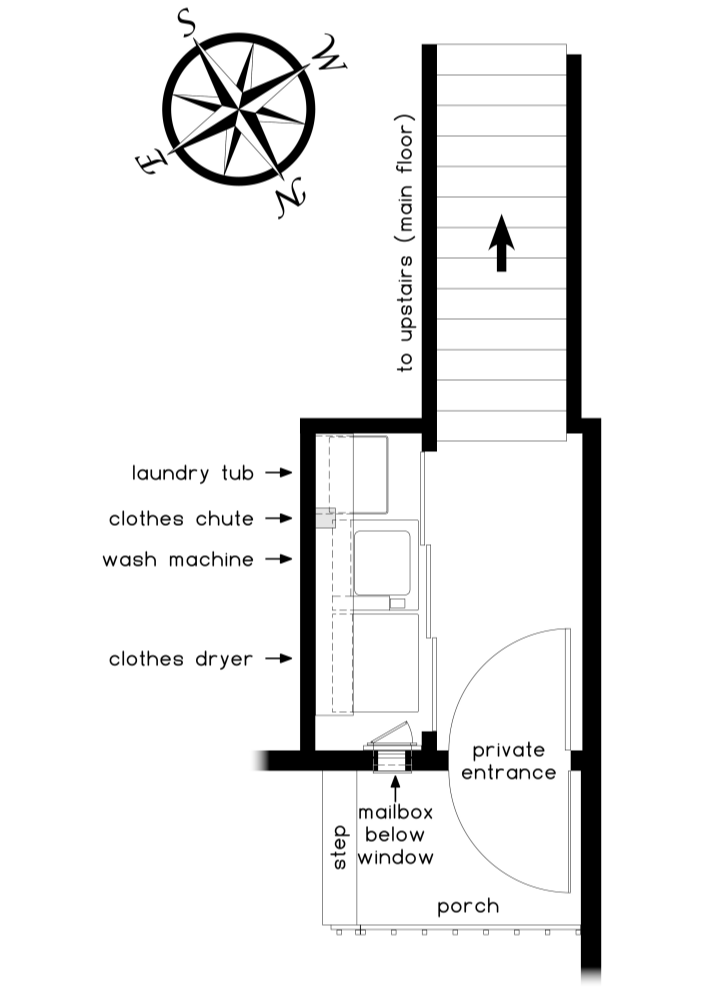 S
W
E
N
to upstairs (main floor)
laundry tub
clothes chute
wash machine
clothes dryer
private
entrance
mailbox
below
window
step
porch